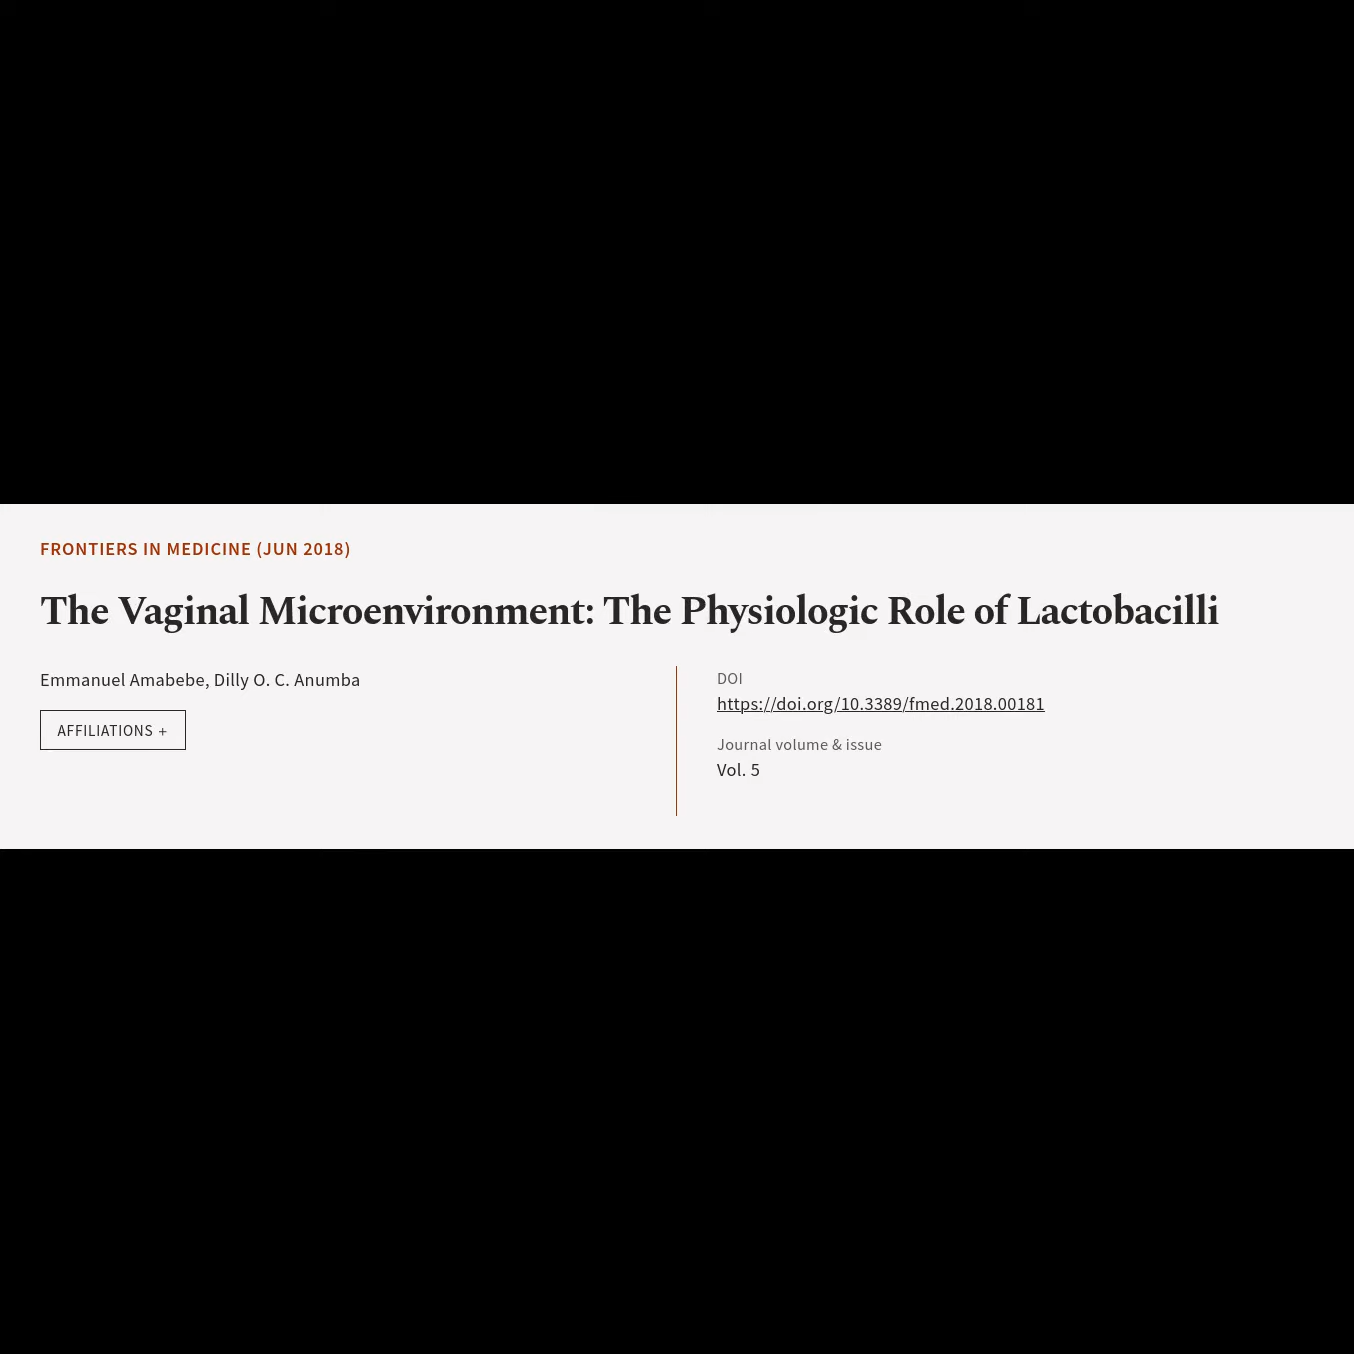 FRONTIERS IN MEDICINE (JUN 2018)
The Vaginal Microenvironment: The Physiologic Role of Lactobacilli
Emmanuel Amabebe, Dilly O. C. Anumba
AFFILIATIONS +
DOI
https://doi.org/10.3389/fmed.2018.00181
Journal volume & issue
Vol. 5